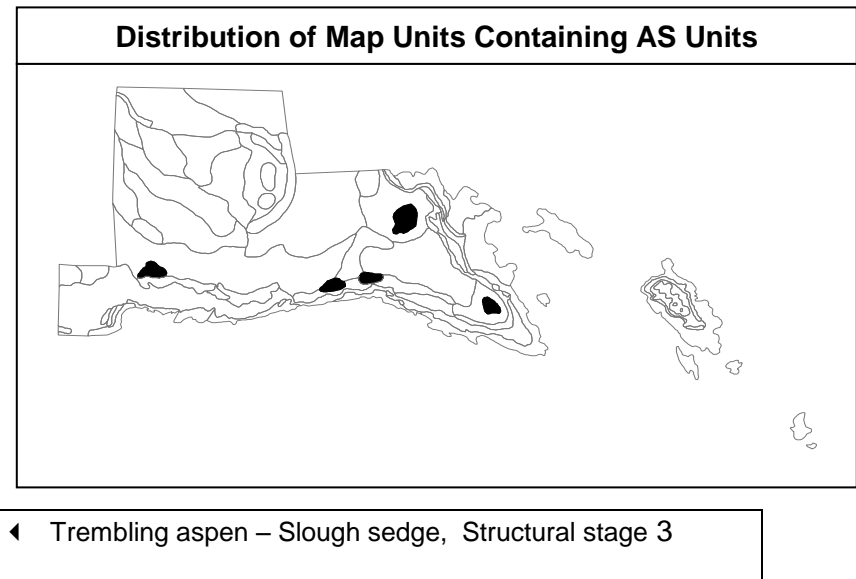 Distribution of Map Units Containing AS Units
Trembling aspen – Slough sedge, Structural stage 3